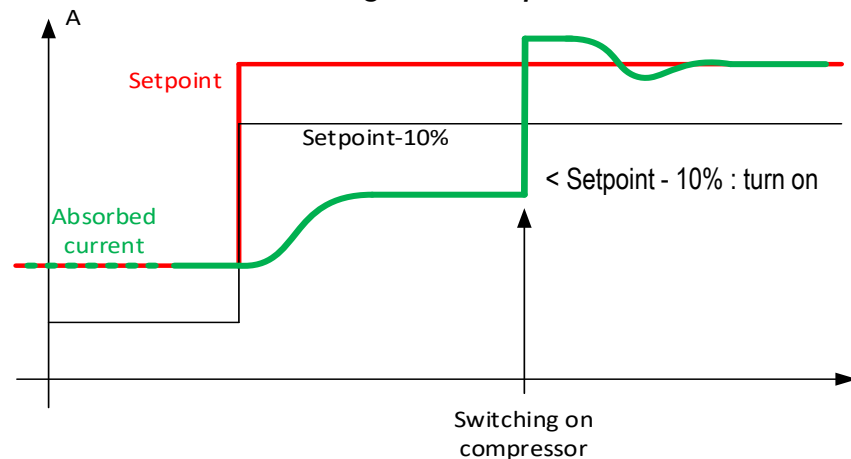 A
Setpoint
Setpoint-10%
< Setpoint - 10% : turn on
Absorbed
current
Switching on
compressor